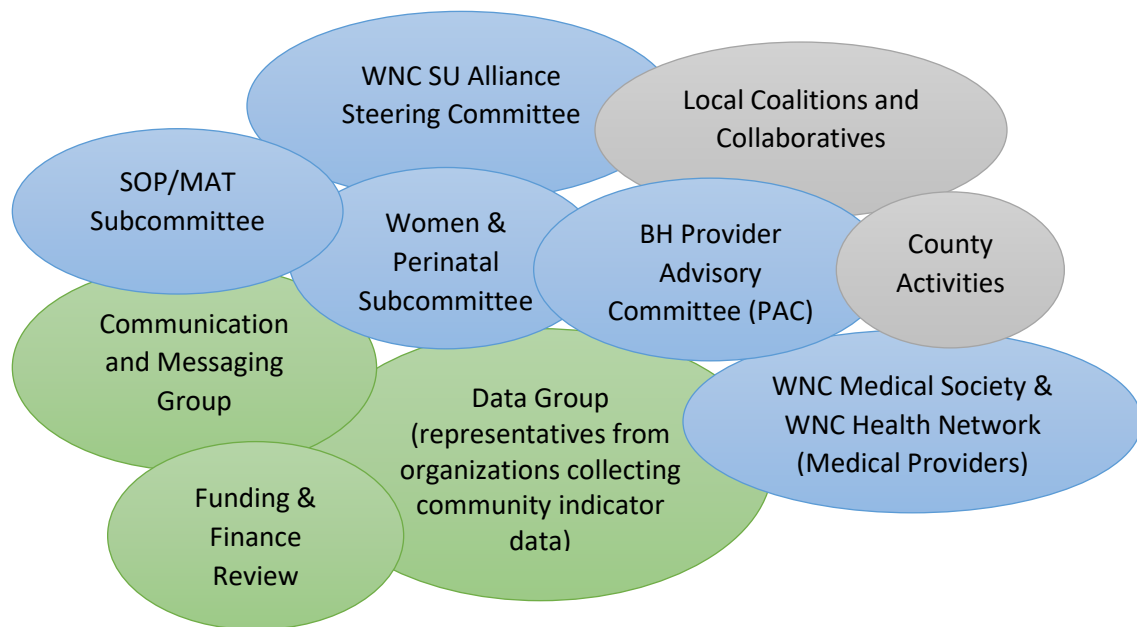 WNC SU Alliance
Steering Committee
Local Coalitions and
Collaboratives
SOP/MAT
Subcommittee
Women &
Perinatal
Subcommittee
BH Provider
Advisory
Committee (PAC)
County
Activities
Communication
and Messaging
Group
Data Group
(representatives from
organizations collecting
community indicator
data)
WNC Medical Society &
WNC Health Network
(Medical Providers)
Funding &
Finance
Review